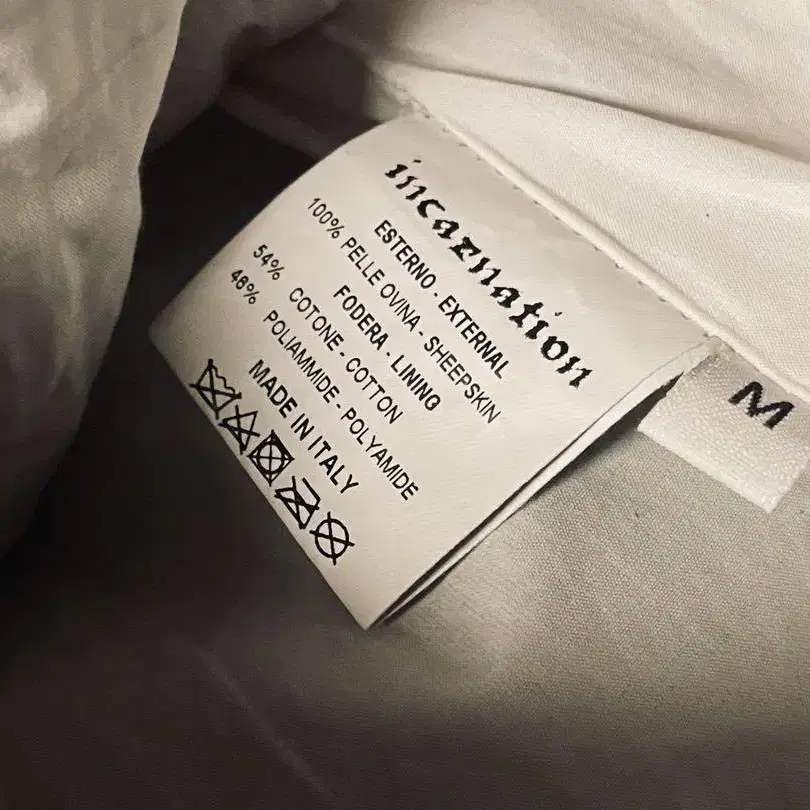 incarnation
ESTERNO - EXTERNAL
100% PELLE OVINA - SHEEPSKIN
FODERA - LINING
54% COTONE - COTTON
46% POLIAMMIDE - POLYAMIDE
MADE IN ITALY
M